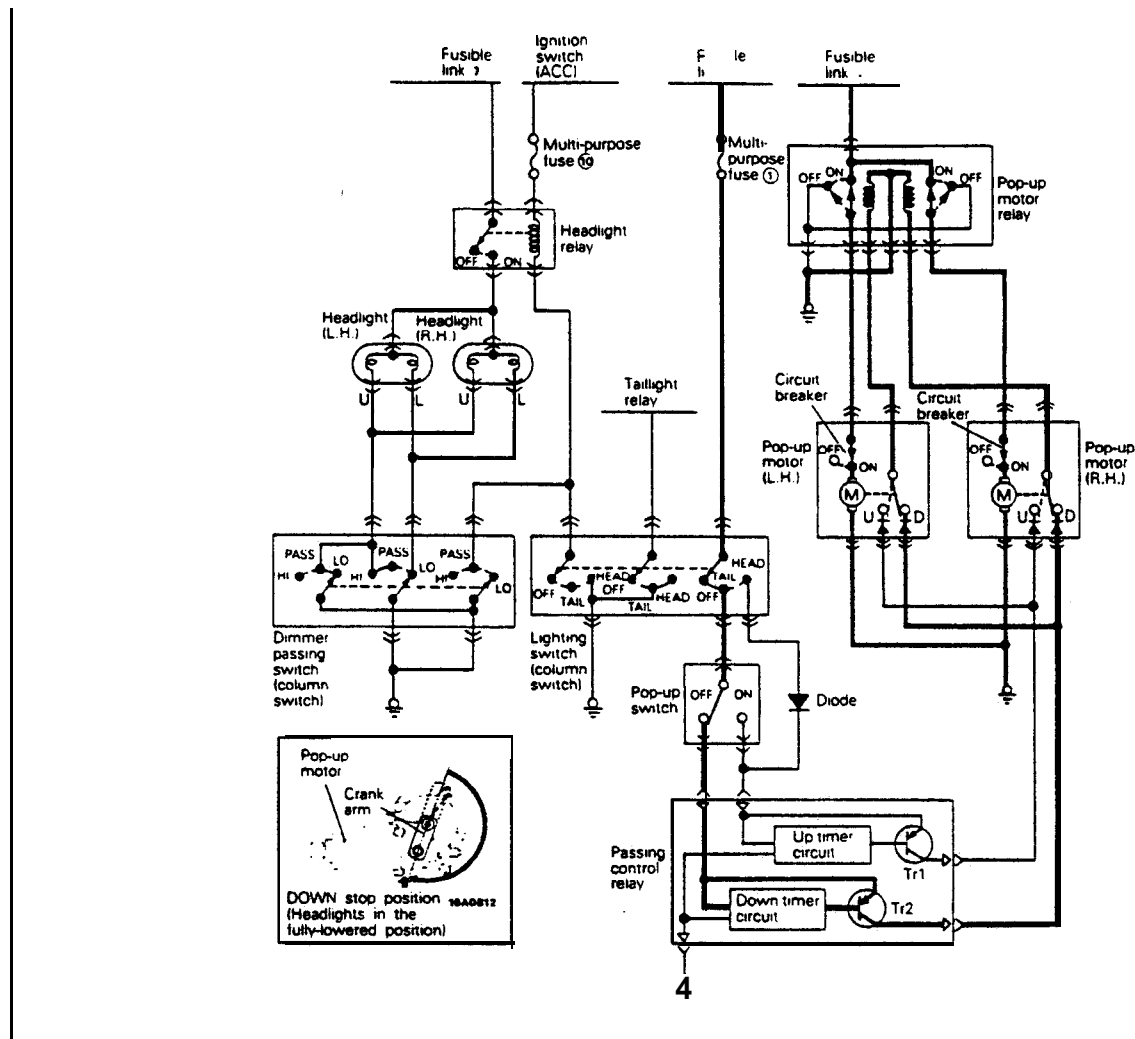 Fusible
link
Ignition
switch
(ACC)
Fusible
link
Multi-purpose
fuse ⑩
Multi-
purpose
fuse ①
OFF
ON
ON
OFF
Pop-up
motor
relay
Headlight
relay
OFF
ON
Headlight
(L.H.)
Headlight
(R.H.)
U
L
U
L
Taillight
relay
Circuit
breaker
Circuit
breaker
Pop-up
motor
(L.H.)
OFF
ON
M
U
D
OFF
ON
M
U
D
Pop-up
motor
(R.H.)
PASS
HI
LO
PASS
HI
LO
PASS
HI
LO
OFF
TAIL
HEAD
OFF
TAIL
HEAD
OFF
TAIL
HEAD
Dimmer
passing
switch
(column
switch)
Lighting
switch
(column
switch)
Pop-up
switch
OFF
ON
Diode
Pop-up
motor
Crank
arm
DOWN stop position
16A0812
(Headlights in the
fully-lowered position)
Passing
control
relay
Up timer
circuit
Tr1
Down timer
circuit
Tr2
4